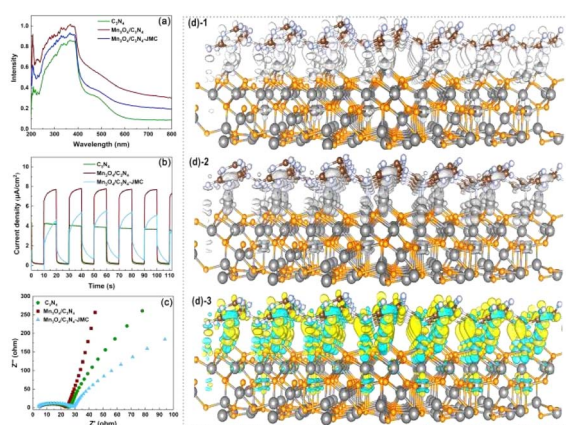 (a)
C3N4
Mn3O4/C3N4
Mn3O4/C3N4-JMC
Intensity
1.0
0.8
0.6
0.4
0.2
0.0
200 300 400 500 600 700 800
Wavelength (nm)
(b)
C3N4
Mn3O4/C3N4
Mn3O4/C3N4-JMC
Current density (μA/cm²)
10
8
6
4
2
0
0 10 20 30 40 50 60 70 80 90 100 110
Time (s)
(c)
C3N4
Mn3O4/C3N4
Mn3O4/C3N4-JMC
Z'' (ohm)
300
250
200
150
100
50
0
0 10 20 30 40 50 60 70 80 90 100
Z' (ohm)
(d)-1
(d)-2
(d)-3